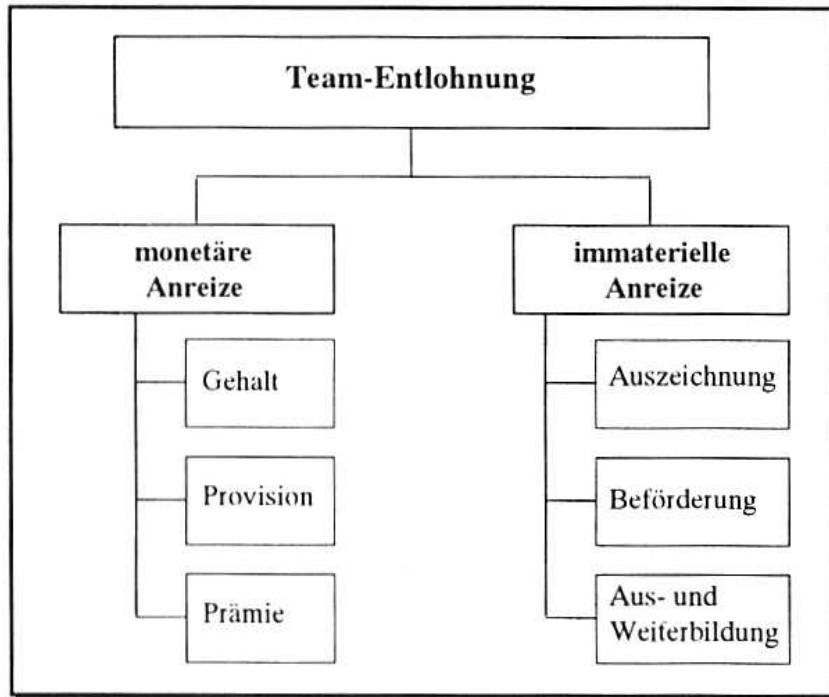 Team-Entlohnung
monetäre
Anreize
Gehalt
Provision
Prämie
immaterielle
Anreize
Auszeichnung
Beförderung
Aus- und
Weiterbildung